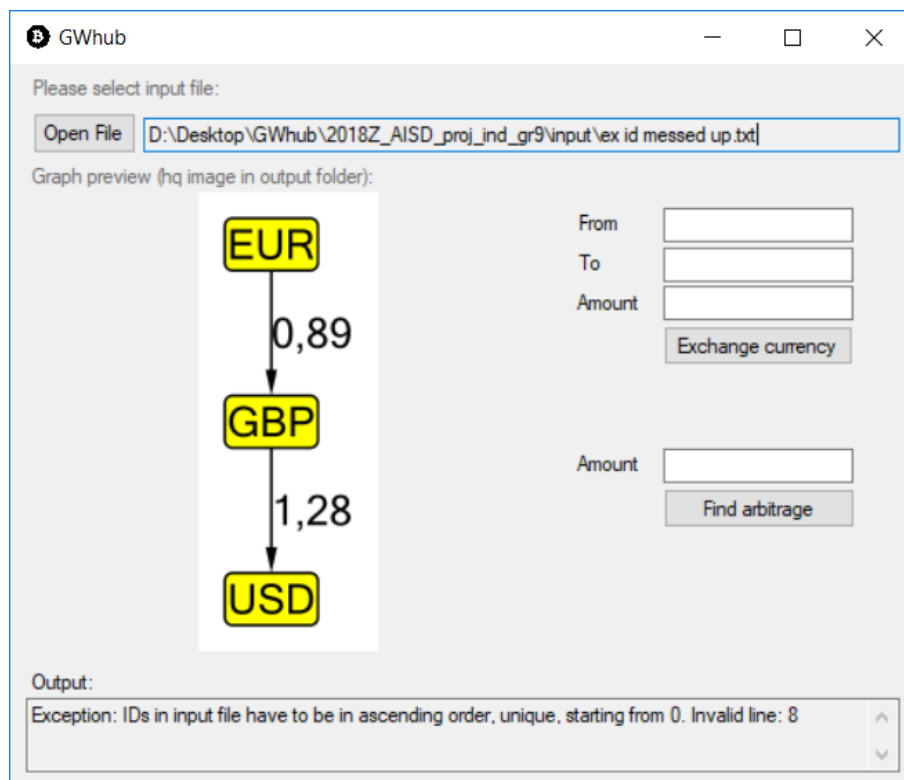 GWhub
Please select input file:
Open File
D:\Desktop\GWhub\2018Z_AISD_proj_ind_gr9\input\ex id messed up.txt
Graph preview (hq image in output folder):
EUR
0,89
GBP
1,28
USD
From
To
Amount
Exchange currency
Amount
Find arbitrage
Output:
Exception: IDs in input file have to be in ascending order, unique, starting from 0. Invalid line: 8